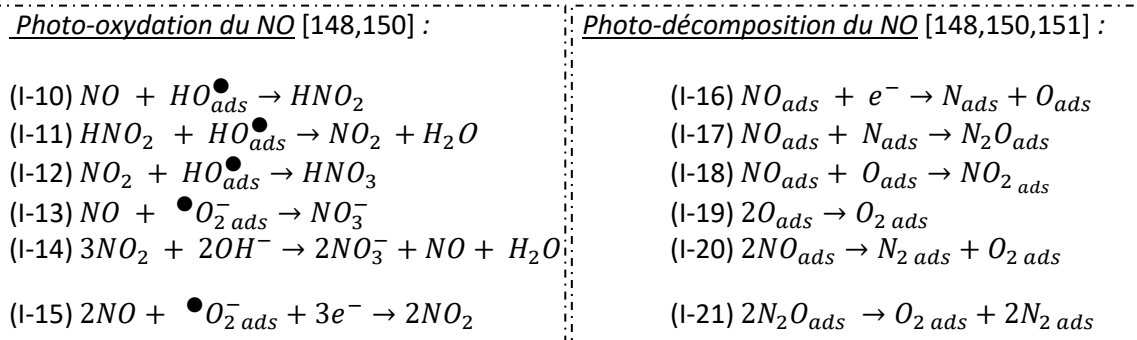 Photo-oxydation du NO [148,150] :
(I-10) NO + HO●ads → HNO2
(I-11) HNO2 + HO●ads → NO2 + H2O
(I-12) NO2 + HO●ads → HNO3
(I-13) NO + ●O2−ads → NO3−
(I-14) 3NO2 + 2OH− → 2NO3− + NO + H2O
(I-15) 2NO + ●O2−ads + 3e− → 2NO2
Photo-décomposition du NO [148,150,151] :
(I-16) NOads + e− → Nads + Oads
(I-17) NOads + Nads → N2Oads
(I-18) NOads + Oads → NO2 ads
(I-19) 2Oads → O2 ads
(I-20) 2NOads → N2 ads + O2 ads
(I-21) 2N2Oads → O2 ads + 2N2 ads